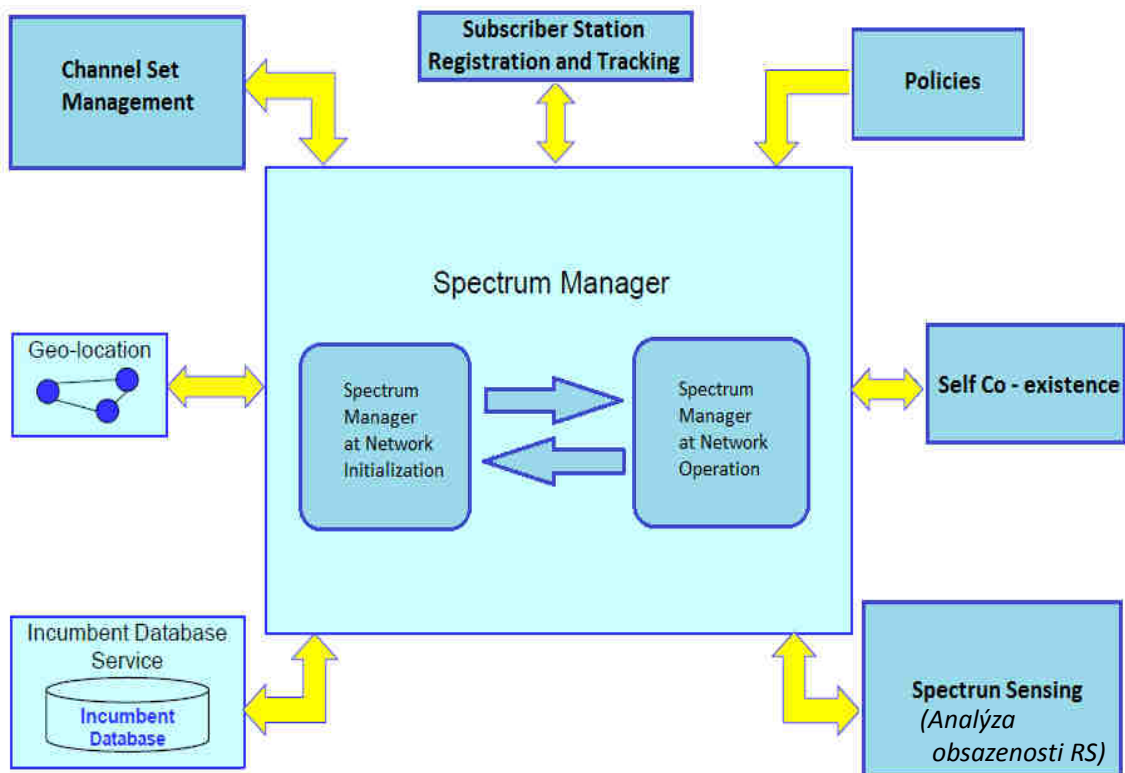 Subscriber Station
Registration and Tracking
Channel Set
Management
Policies
Spectrum Manager
Geo-location
Spectrum
Manager
at Network
Initialization
Spectrum
Manager
at Network
Operation
Self Co - existence
Incumbent Database
Service
Incumbent
Database
Spectrun Sensing
(Analýza
obsazenosti RS)